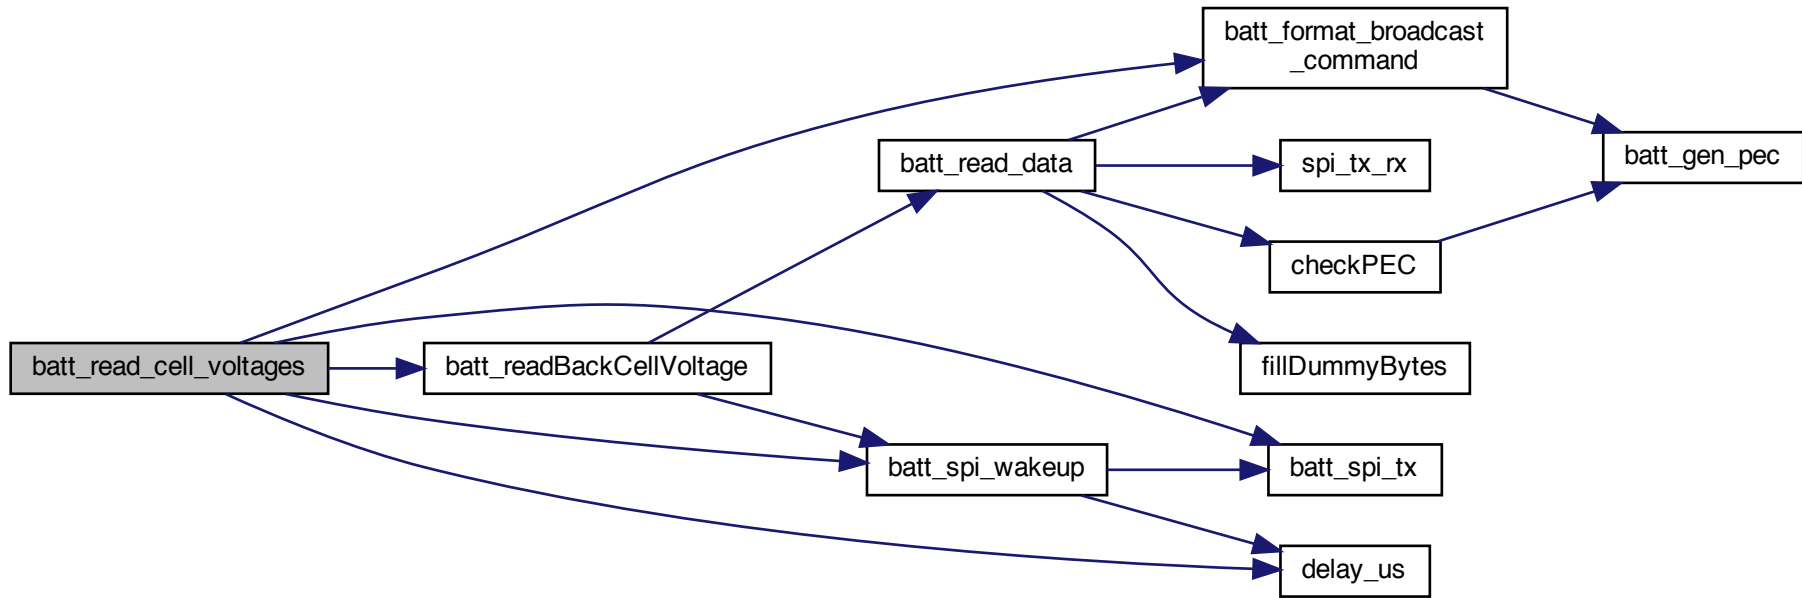 batt_format_broadcast
_command
batt_read_data
spi_tx_rx
batt_gen_pec
checkPEC
batt_read_cell_voltages
batt_readBackCellVoltage
fillDummyBytes
batt_spi_wakeup
batt_spi_tx
delay_us